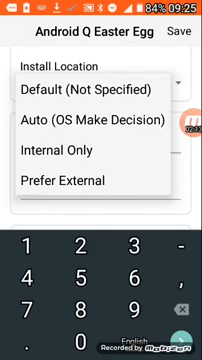 84% 09:25
Android Q Easter Egg Save
Install Location
Default (Not Specified)
Auto (OS Make Decision)
Internal Only
Prefer External
1 2 3 -
4 5 6 ,
7 8 9
. 0 English
Recorded by mobizen